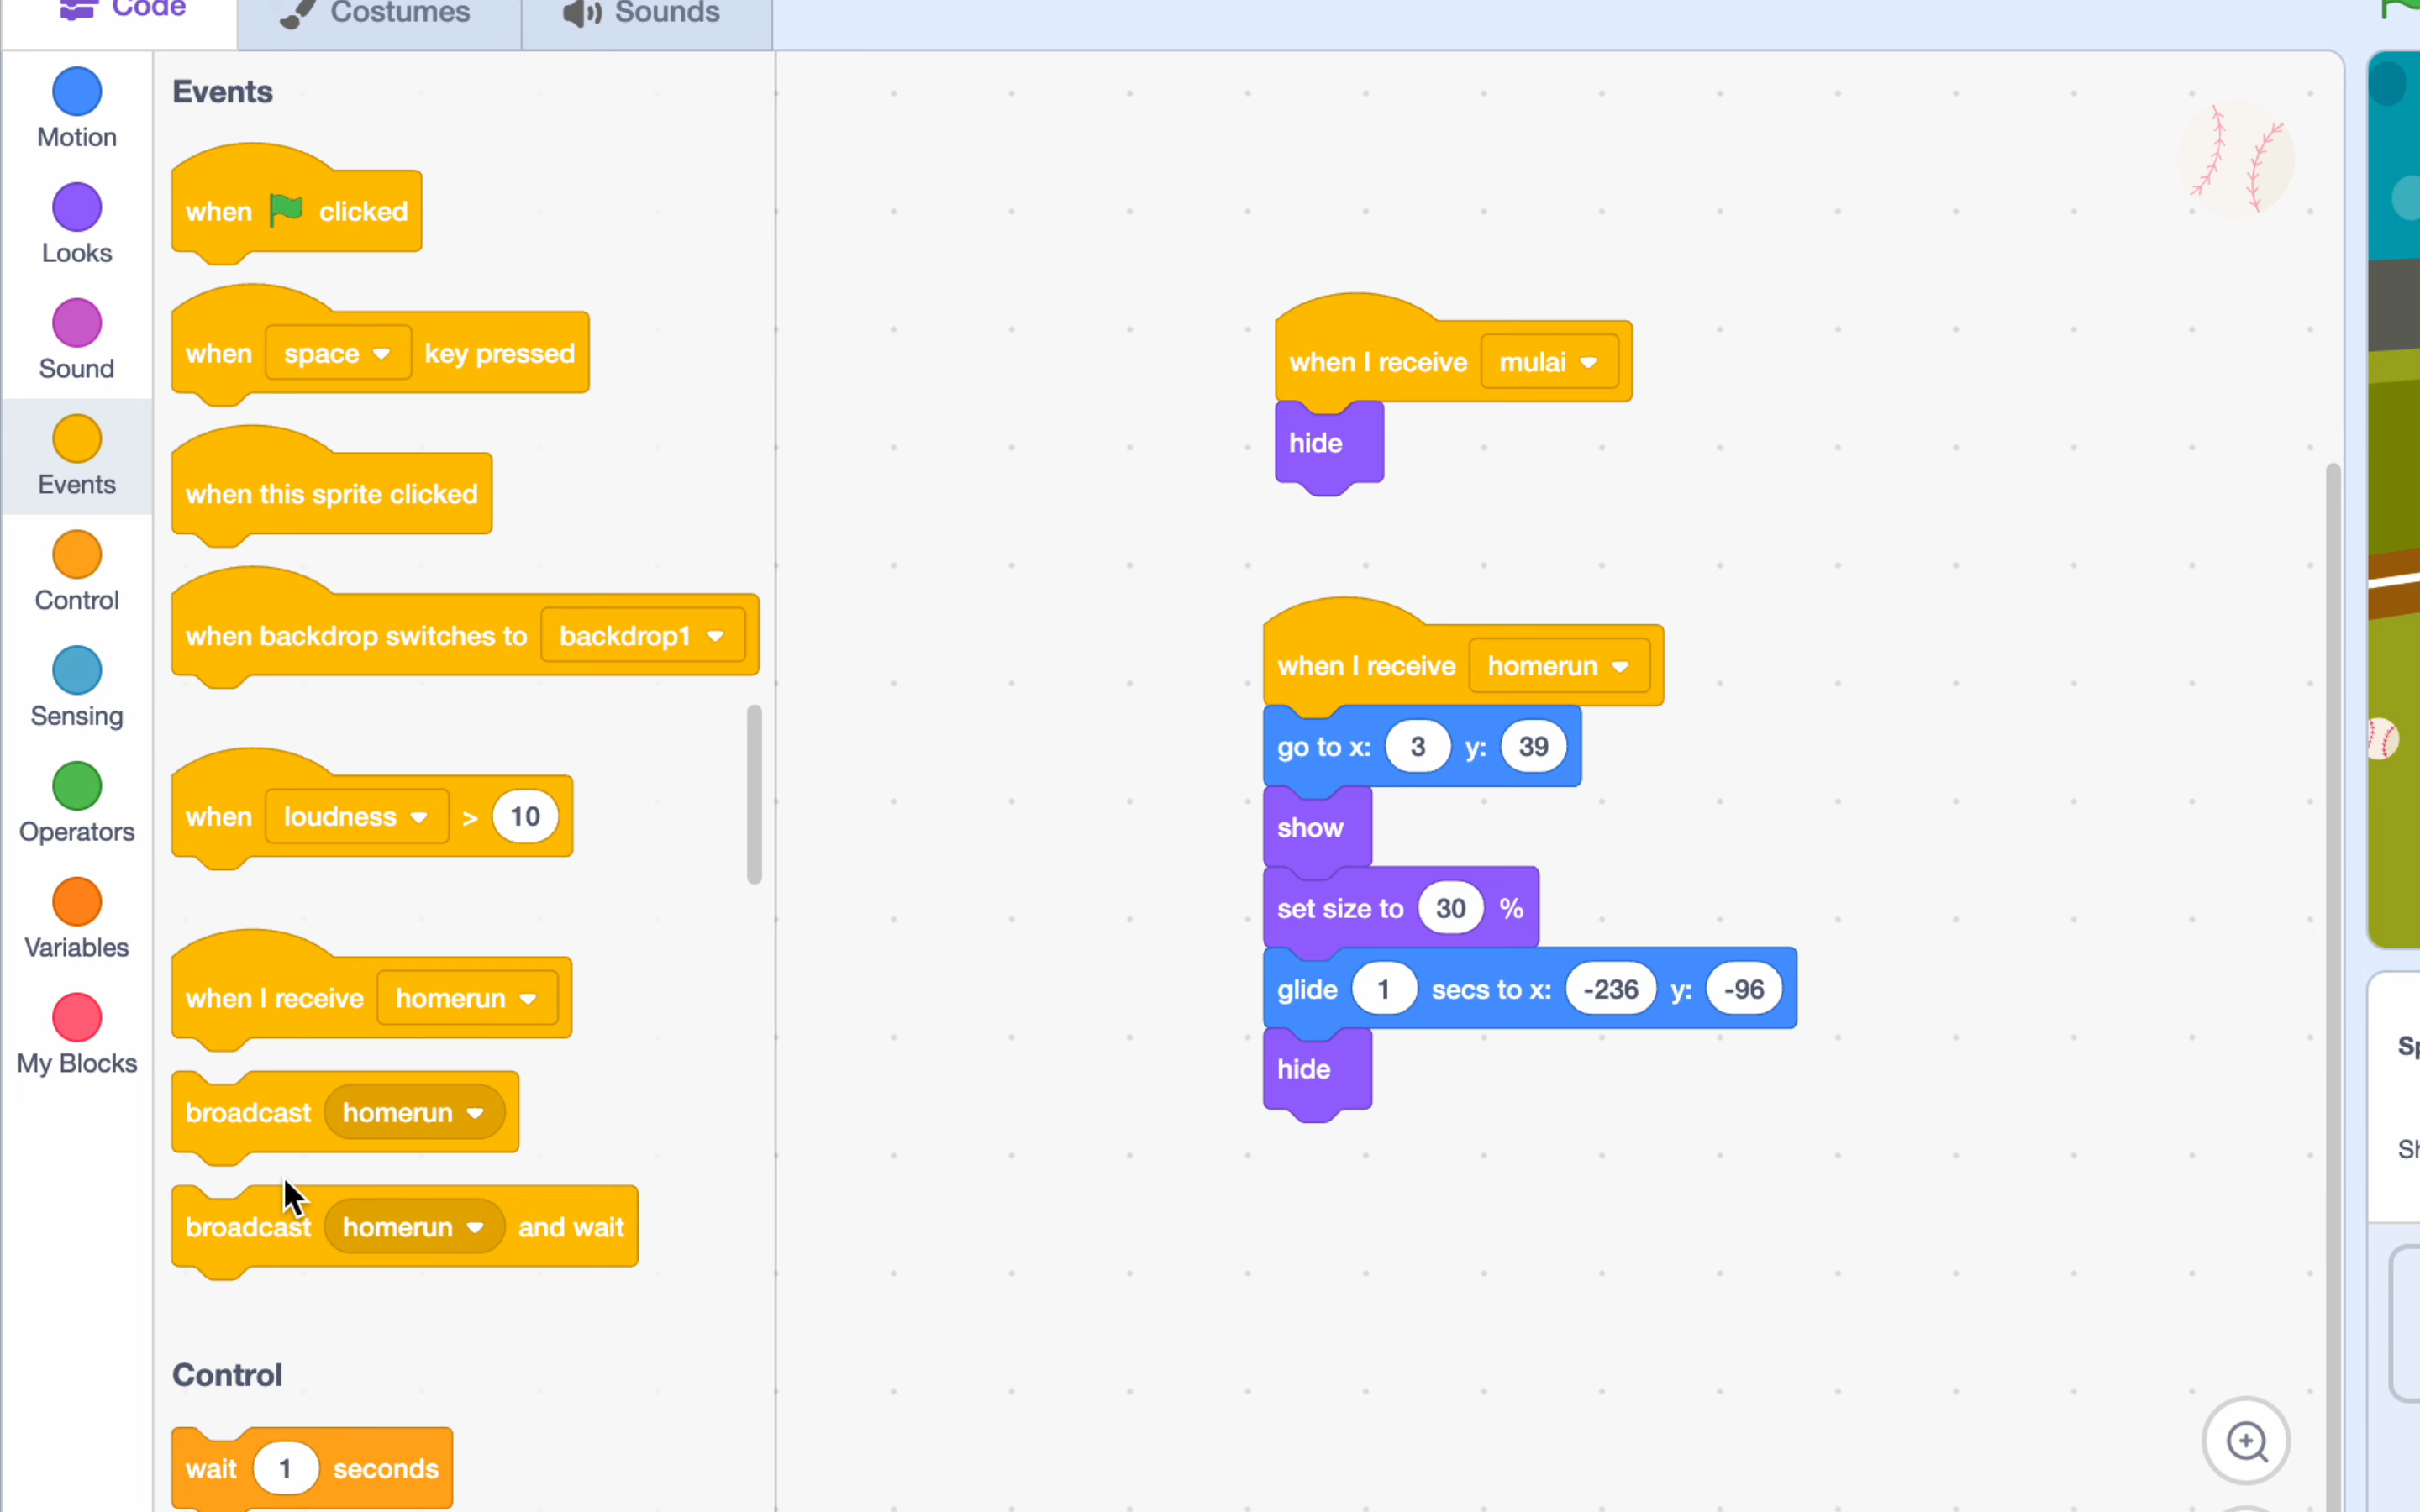 Code
Costumes
Sounds
Motion
Looks
Sound
Events
Control
Sensing
Operators
Variables
My Blocks
Events
when clicked
when space key pressed
when this sprite clicked
when backdrop switches to backdrop1
when loudness > 10
when I receive homerun
broadcast homerun
broadcast homerun and wait
Control
wait 1 seconds
when I receive mulai
hide
when I receive homerun
go to x: 3 y: 39
show
set size to 30 %
glide 1 secs to x: -236 y: -96
hide